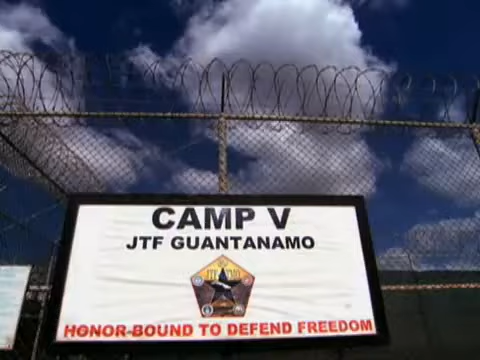 CAMP V
JTF GUANTANAMO
HONOR-BOUND TO DEFEND FREEDOM